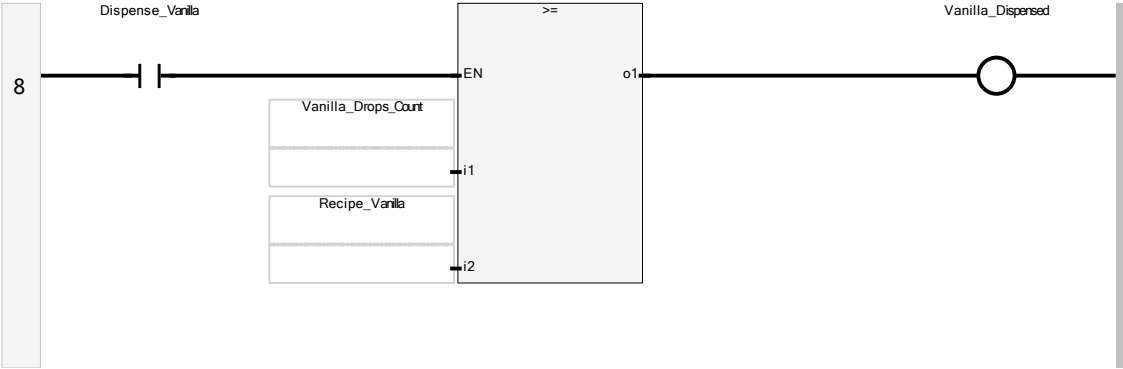 Dispense_Vanilla
>=
Vanilla_Dispensed
8
EN
o1
Vanilla_Drops_Count
i1
Recipe_Vanilla
i2